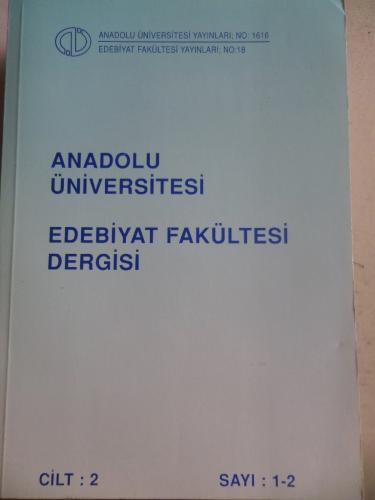 ANADOLU ÜNİVERSİTESİ YAYINLARI; NO: 1616
EDEBİYAT FAKÜLTESİ YAYINLARI; NO:18
ANADOLU
ÜNİVERSİTESİ
EDEBİYAT FAKÜLTESİ
DERGİSİ
CİLT : 2 SAYI : 1-2